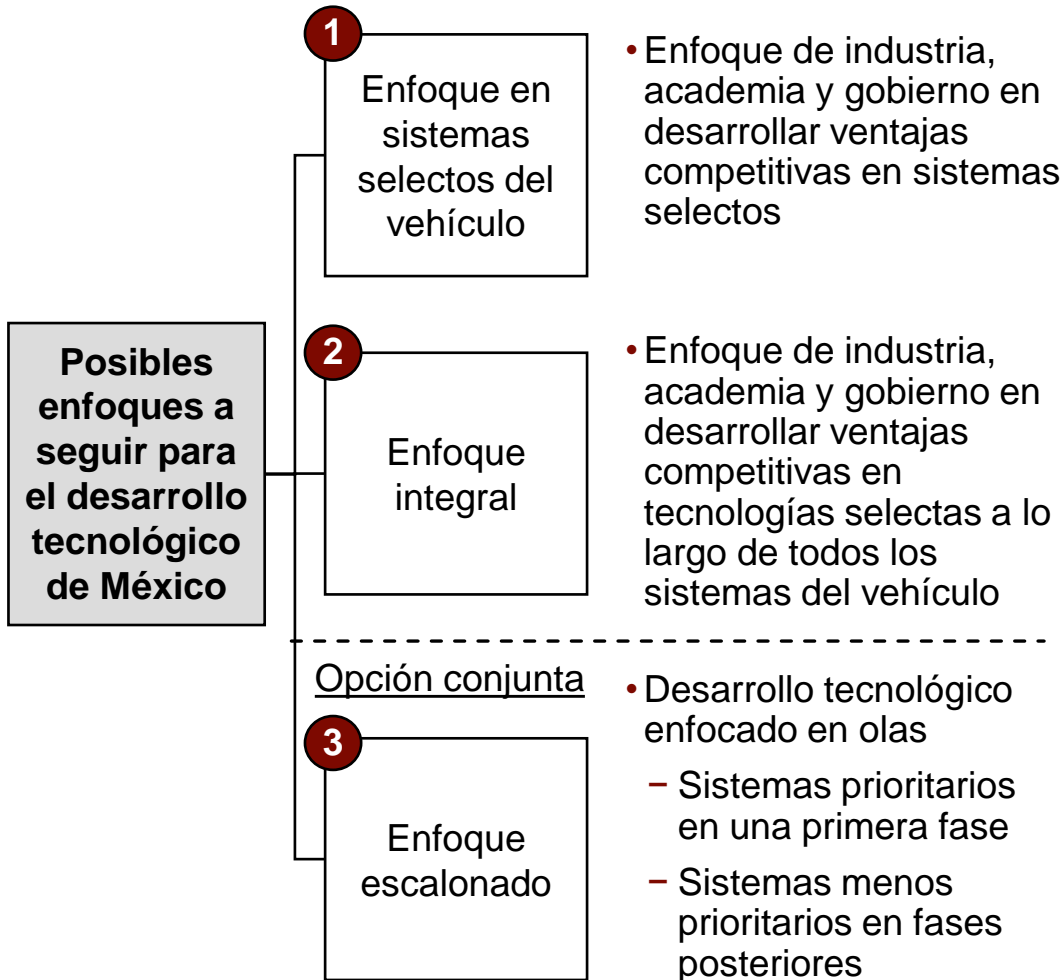 Posibles
enfoques a
seguir para
el desarrollo
tecnológico
de México
1
Enfoque en
sistemas
selectos del
vehículo
•Enfoque de industria,
academia y gobierno en
desarrollar ventajas
competitivas en sistemas
selectos
2
Enfoque
integral
•Enfoque de industria,
academia y gobierno en
desarrollar ventajas
competitivas en
tecnologías selectas a lo
largo de todos los
sistemas del vehículo
Opción conjunta
3
Enfoque
escalonado
•Desarrollo tecnológico
enfocado en olas
− Sistemas prioritarios
en una primera fase
− Sistemas menos
prioritarios en fases
posteriores